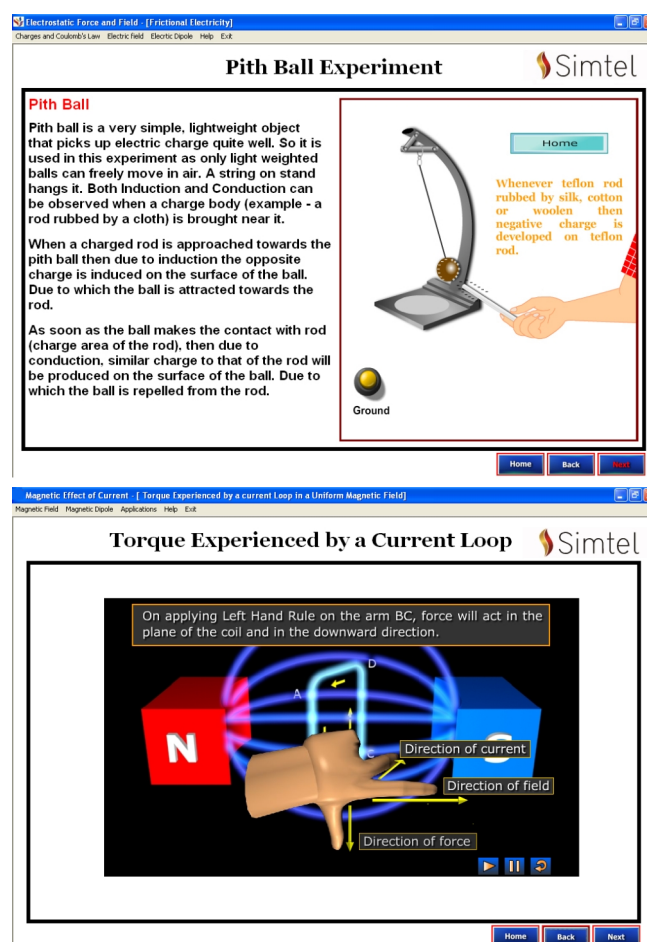 Electrostatic Force and Field - [Frictional Electricity]
Charges and Coulomb's Law Electric field Elecrtic Dipole Help Exit
Pith Ball Experiment
Simtel
Pith Ball
Pith ball is a very simple, lightweight object
that picks up electric charge quite well. So it is
used in this experiment as only light weighted
balls can freely move in air. A string on stand
hangs it. Both Induction and Conduction can
be observed when a charge body (example - a
rod rubbed by a cloth) is brought near it.
When a charged rod is approached towards the
pith ball then due to induction the opposite
charge is induced on the surface of the ball.
Due to which the ball is attracted towards the
rod.
As soon as the ball makes the contact with rod
(charge area of the rod), then due to
conduction, similar charge to that of the rod will
be produced on the surface of the ball. Due to
which the ball is repelled from the rod.
Home
Whenever teflon rod
rubbed by silk, cotton
or woolen then
negative charge is
developed on teflon
rod.
Ground
Home Back Next
Magnetic Effect of Current - [ Torque Experienced by a current Loop in a Uniform Magnetic Field]
Magnetic Field Magnetic Dipole Applications Help Exit
Torque Experienced by a Current Loop
Simtel
On applying Left Hand Rule on the arm BC, force will act in the
plane of the coil and in the downward direction.
D
A
N
C
S
Direction of current
Direction of field
Direction of force
Home Back Next